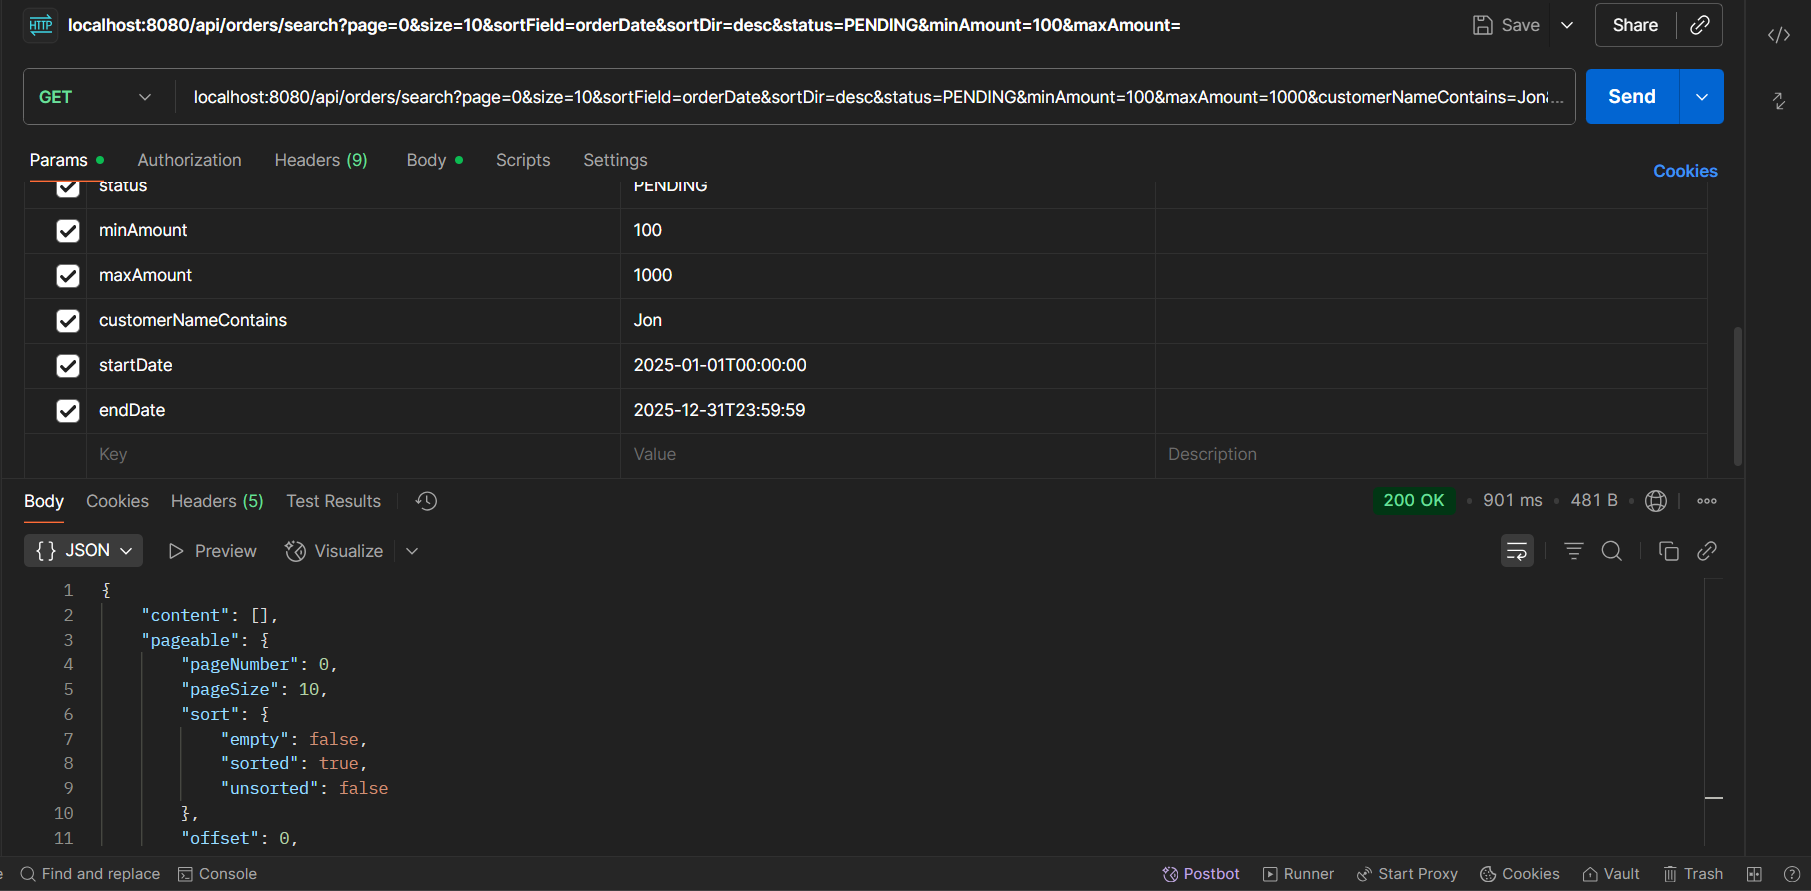 HTTP localhost:8080/api/orders/search?page=0&size=10&sortField=orderDate&sortDir=desc&status=PENDING&minAmount=100&maxAmount= Save Share
GET localhost:8080/api/orders/search?page=0&size=10&sortField=orderDate&sortDir=desc&status=PENDING&minAmount=100&maxAmount=1000&customerNameContains=Jon&... Send
Params Authorization Headers (9) Body Scripts Settings Cookies
status PENDING
minAmount 100
maxAmount 1000
customerNameContains Jon
startDate 2025-01-01T00:00:00
endDate 2025-12-31T23:59:59
Key Value Description
Body Cookies Headers (5) Test Results 200 OK • 901 ms • 481 B •
{} JSON Preview Visualize
1 {
2 "content": [],
3 "pageable": {
4 "pageNumber": 0,
5 "pageSize": 10,
6 "sort": {
7 "empty": false,
8 "sorted": true,
9 "unsorted": false
10 },
11 "offset": 0,
Find and replace Console Postbot Runner Start Proxy Cookies Vault Trash